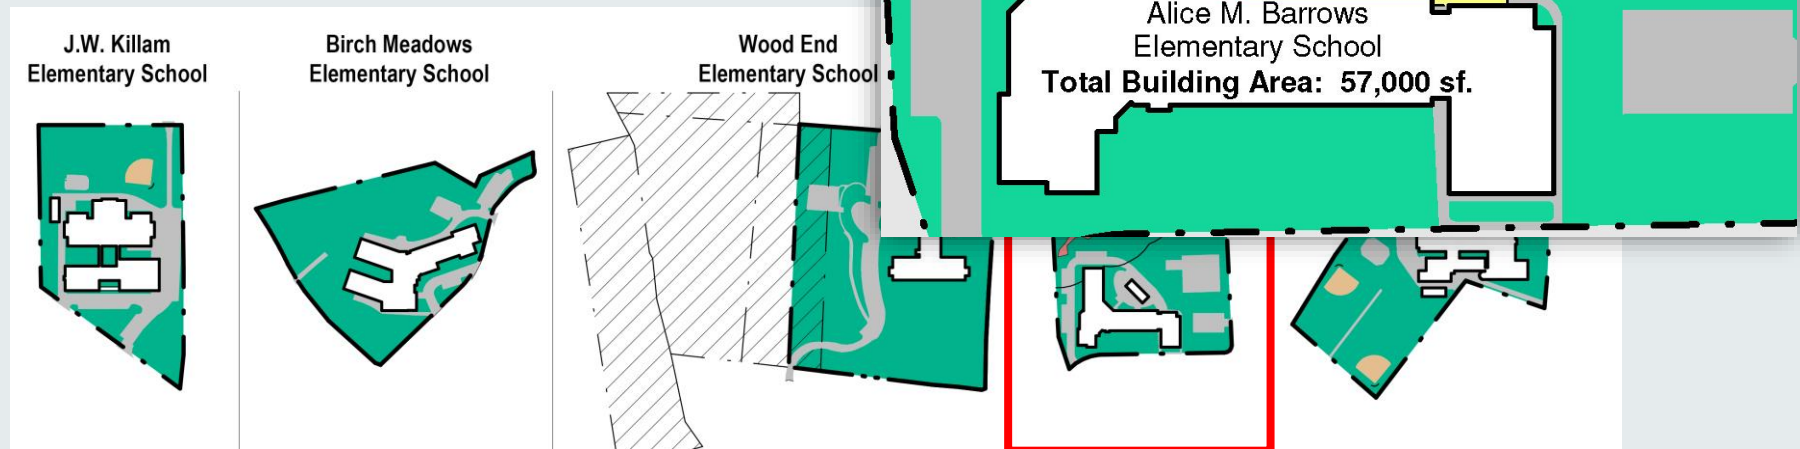 J.W. Killam
Elementary School
Birch Meadows
Elementary School
Wood End
Elementary School
Alice M. Barrows
Elementary School
Total Building Area: 57,000 sf.